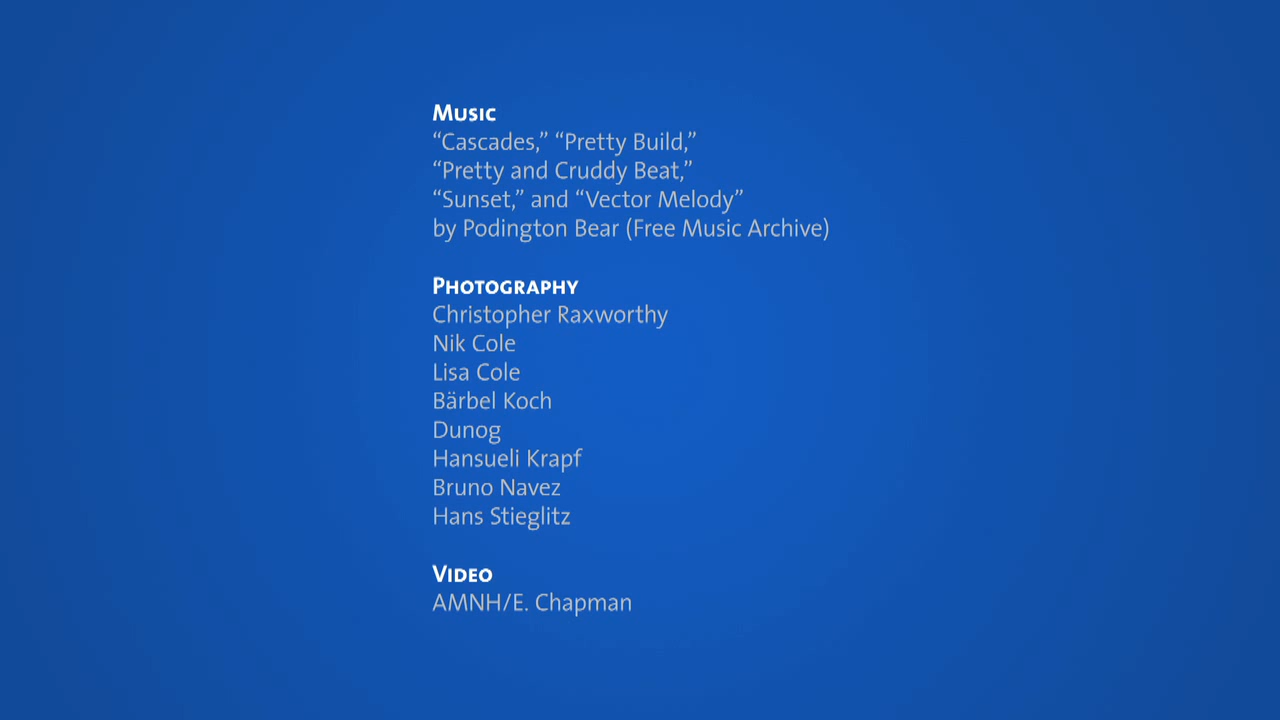 Music
“Cascades,” “Pretty Build,”
“Pretty and Cruddy Beat,”
“Sunset,” and “Vector Melody”
by Podington Bear (Free Music Archive)
Photography
Christopher Raxworthy
Nik Cole
Lisa Cole
Bärbel Koch
Dunog
Hansueli Krapf
Bruno Navez
Hans Stieglitz
Video
AMNH/E. Chapman